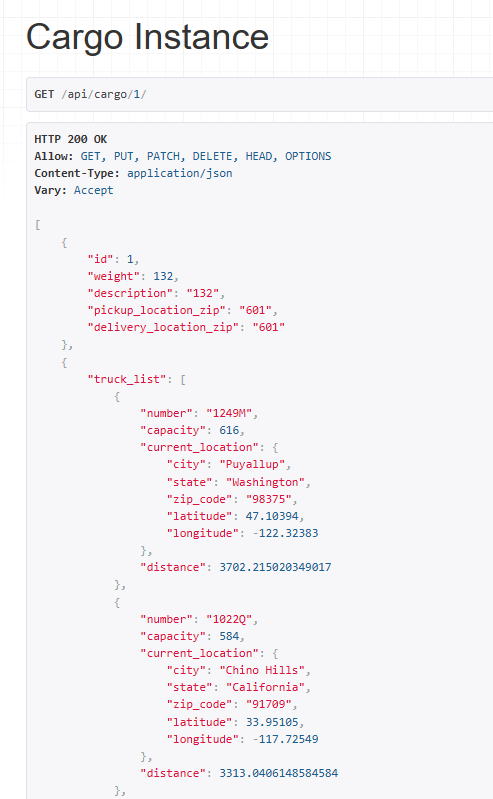 Cargo Instance
GET /api/cargo/1/
HTTP 200 OK
Allow: GET, PUT, PATCH, DELETE, HEAD, OPTIONS
Content-Type: application/json
Vary: Accept
[
{
"id": 1,
"weight": 132,
"description": "132",
"pickup_location_zip": "601",
"delivery_location_zip": "601"
},
{
"truck_list": [
{
"number": "1249M",
"capacity": 616,
"current_location": {
"city": "Puyallup",
"state": "Washington",
"zip_code": "98375",
"latitude": 47.10394,
"longitude": -122.32383
},
"distance": 3702.215020349017
},
{
"number": "1022Q",
"capacity": 584,
"current_location": {
"city": "Chino Hills",
"state": "California",
"zip_code": "91709",
"latitude": 33.95105,
"longitude": -117.72549
},
"distance": 3313.0406148584584
},